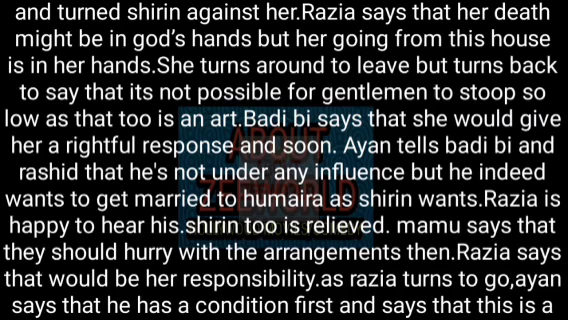 and turned shirin against her.Razia says that her death
might be in god's hands but her going from this house
is in her hands.She turns around to leave but turns back
to say that its not possible for gentlemen to stoop so
low as that too is an art.Badi bi says that she would give
her a rightful response and soon. Ayan tells badi bi and
rashid that he's not under any influence but he indeed
wants to get married to humaira as shirin wants.Razia is
happy to hear his.shirin too is relieved. mamu says that
they should hurry with the arrangements then.Razia says
that would be her responsibility.as razia turns to go,ayan
says that he has a condition first and says that this is a
ABOUT
ZEEWORLD